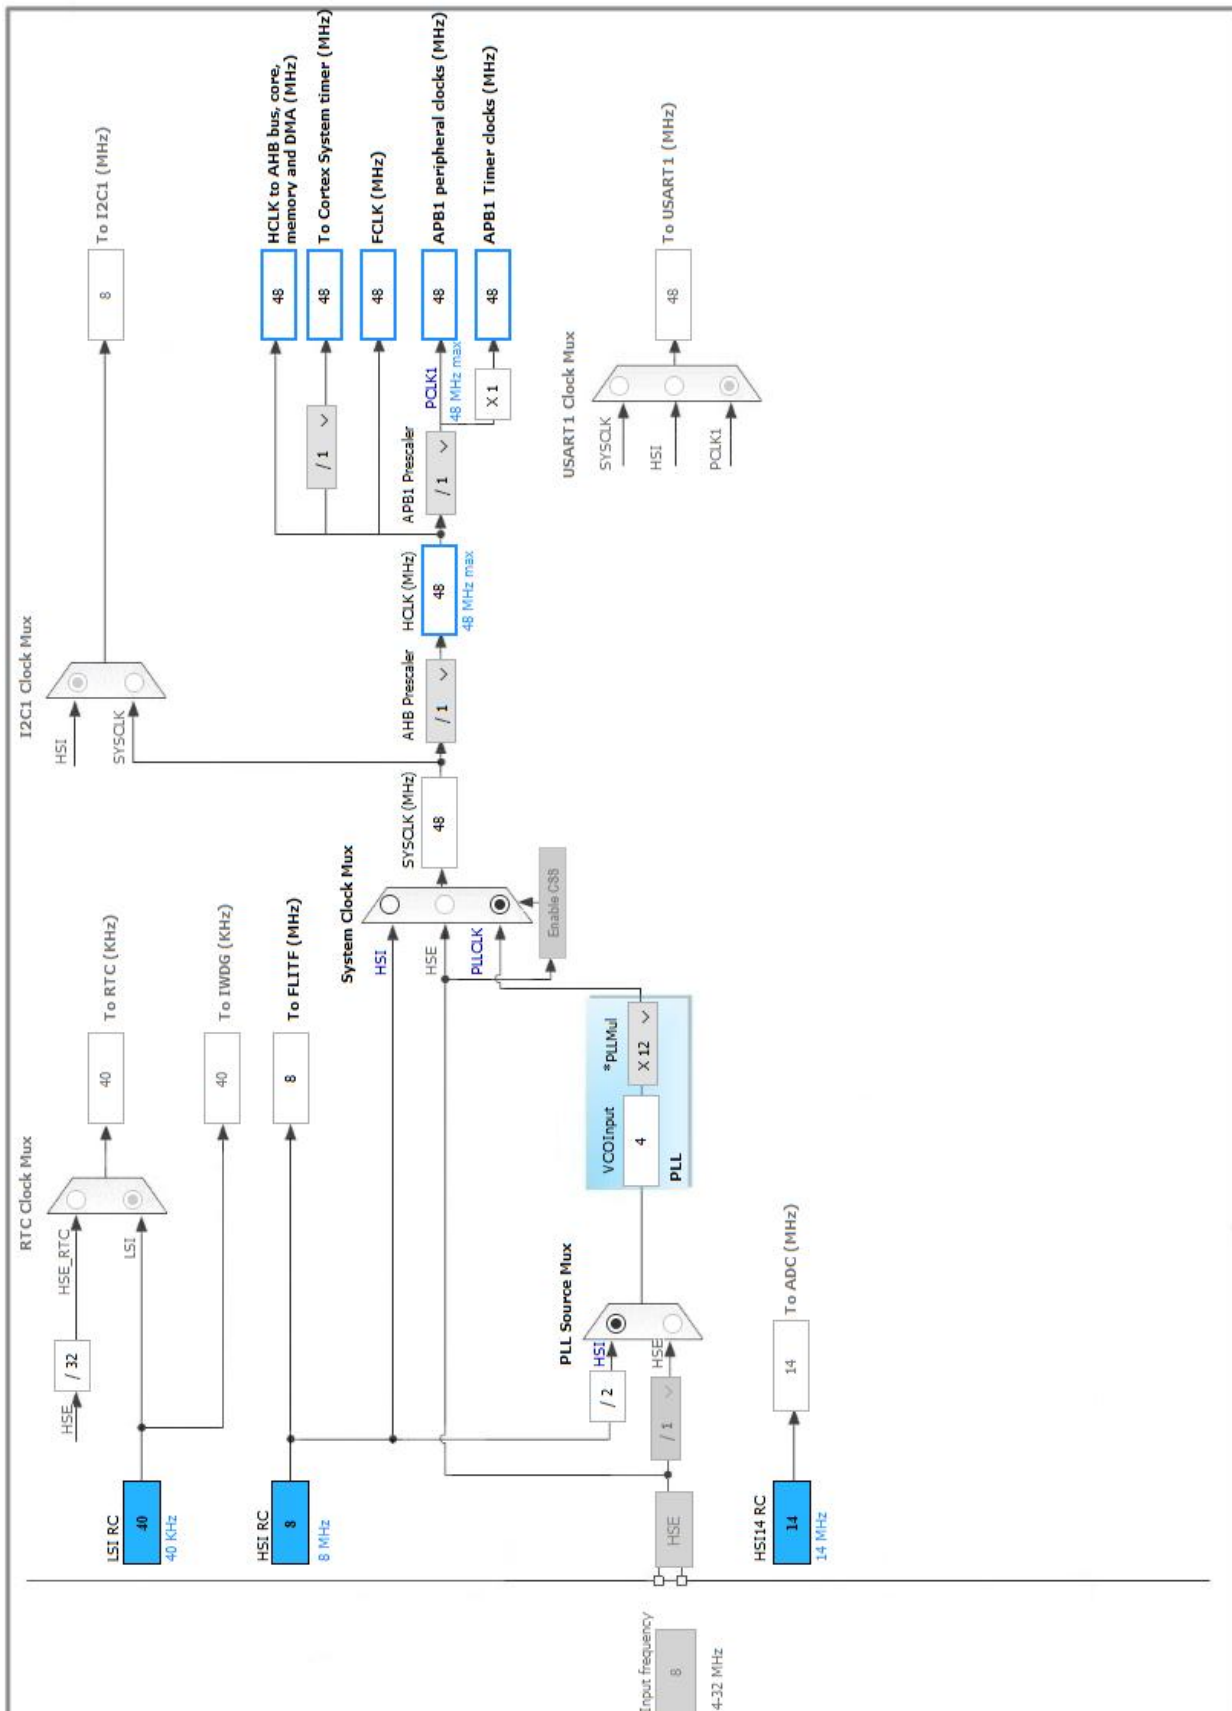 RTC Clock Mux
HSE
/ 32
HSE_RTC
LSI
40
To RTC (KHz)
LSI RC
40
40 KHz
40
To IWDG (KHz)
HSI RC
8
8 MHz
8
To FLITF (MHz)
I2C1 Clock Mux
HSI
SYSCLK
8
To I2C1 (MHz)
System Clock Mux
HSI
HSE
PLLCLK
Enable CSS
SYSCLK (MHz)
48
AHB Prescaler
/ 1
HCLK (MHz)
48
48 MHz max
48
HCLK to AHB bus, core,
memory and DMA (MHz)
/ 1
48
To Cortex System timer (MHz)
48
FCLK (MHz)
APB1 Prescaler
/ 1
PCLK1
48 MHz max
48
APB1 peripheral clocks (MHz)
X 1
48
APB1 Timer clocks (MHz)
PLL Source Mux
/ 2
HSI
HSE
/ 1
VCOInput
4
*PLLMul
X 12
PLL
Input frequency
8
4-32 MHz
HSE
HSI14 RC
14
14 MHz
14
To ADC (MHz)
USART1 Clock Mux
SYSCLK
HSI
PCLK1
48
To USART1 (MHz)